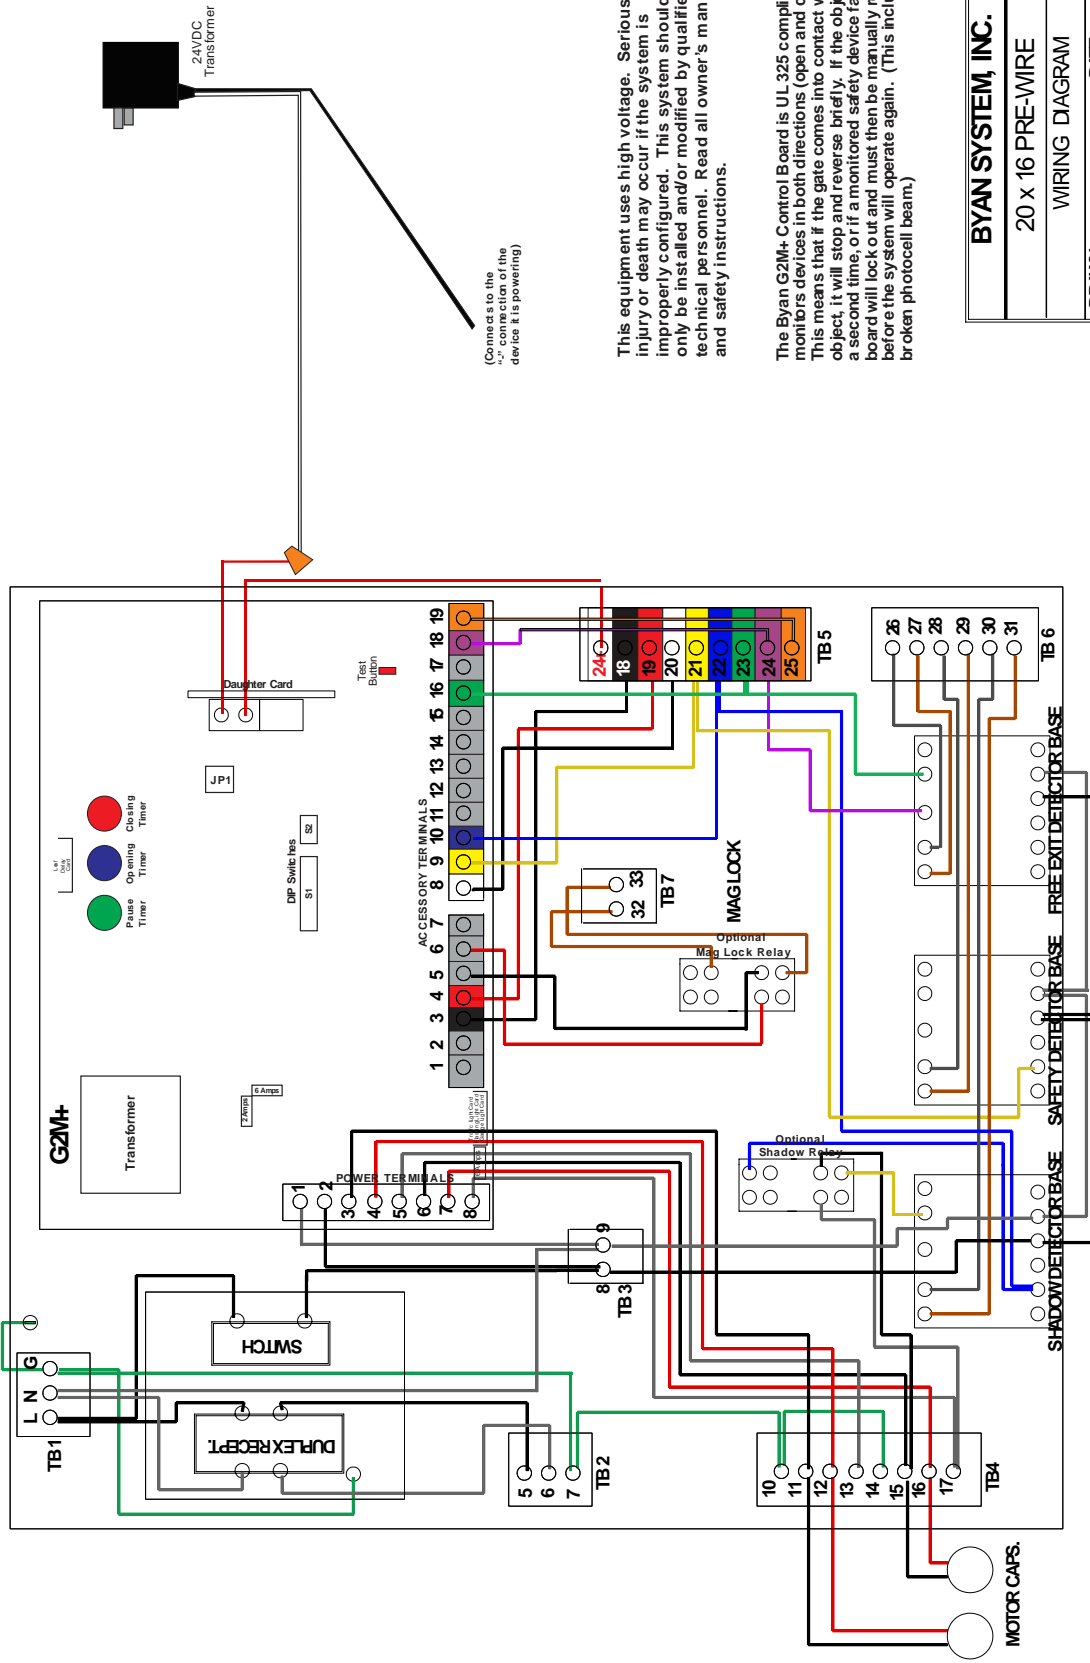 24VDC
Transformer
(Connects to the
"-" connection of the
device it is powering)
This equipment uses high voltage. Serious
injury or death may occur if the system is
improperly configured. This system should
only be installed and/or modified by qualifie
technical personnel. Read all owner's man
and safety instructions.
The Byan G2M+ Control Board is UL 325 compli
monitors devices in both directions (open and c
This means that if the gate comes into contact w
object, it will stop and reverse briefly. If the obj
a second time, or if a monitored safety device fa
board will lock out and must then be manually r
before the system will operate again. (This inclu
broken photocell beam.)
BYAN SYSTEM, INC.
20 x 16 PRE-WIRE
WIRING DIAGRAM
G2M+
Transformer
2 Amps
6 Amps
Pause
Timer
Opening
Timer
Closing
Timer
DIP Switches
S1
S2
JP1
Daughter Card
Test
Button
ACCESSORY TERMINALS
1 2 3 4 5 6 7 8 9 10 11 12 13 14 15 16 17 18 19
POWER TERMINALS
1 2 3 4 5 6 7 8
TB1
L N G
SWITCH
DUPLEX RECEPT.
5 6 7
TB2
8 9
TB3
10 11 12 13 14 15 16 17
TB4
MOTOR CAPS.
24+ 18 19 20 21 22 23 24 25
TB5
26 27 28 29 30 31
TB6
32 33
TB7
MAG LOCK
Optional
Mag Lock Relay
Optional
Shadow Relay
SHADOW DETECTOR BASE
SAFETY DETECTOR BASE
FREE EXIT DETECTOR BASE